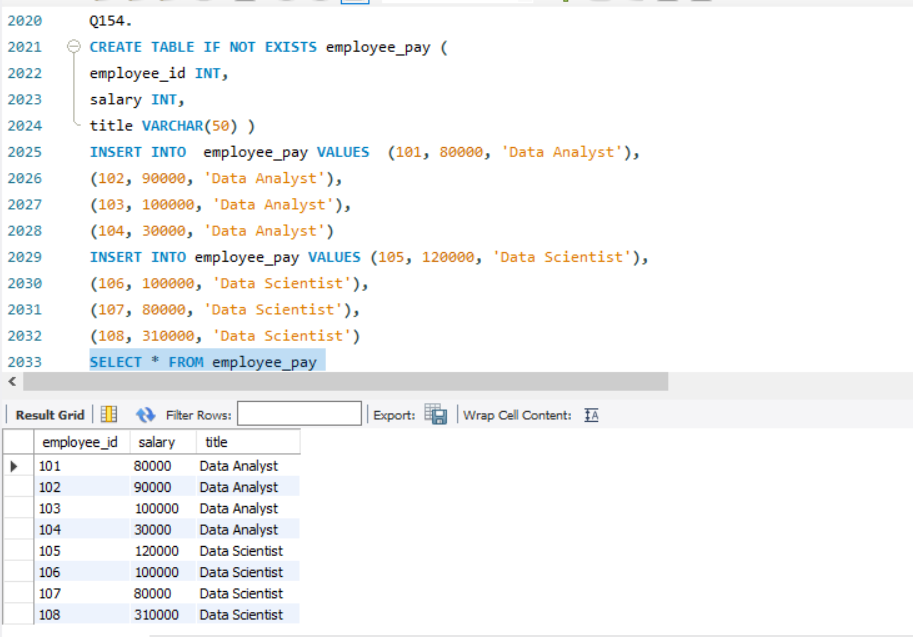 2020 Q154.
2021 CREATE TABLE IF NOT EXISTS employee_pay (
2022 employee_id INT,
2023 salary INT,
2024 title VARCHAR(50) )
2025 INSERT INTO  employee_pay VALUES  (101, 80000, 'Data Analyst'),
2026 (102, 90000, 'Data Analyst'),
2027 (103, 100000, 'Data Analyst'),
2028 (104, 30000, 'Data Analyst')
2029 INSERT INTO employee_pay VALUES (105, 120000, 'Data Scientist'),
2030 (106, 100000, 'Data Scientist'),
2031 (107, 80000, 'Data Scientist'),
2032 (108, 310000, 'Data Scientist')
2033 SELECT * FROM employee_pay
Result Grid Filter Rows: Export: Wrap Cell Content:
employee_id salary title
101 80000 Data Analyst
102 90000 Data Analyst
103 100000 Data Analyst
104 30000 Data Analyst
105 120000 Data Scientist
106 100000 Data Scientist
107 80000 Data Scientist
108 310000 Data Scientist